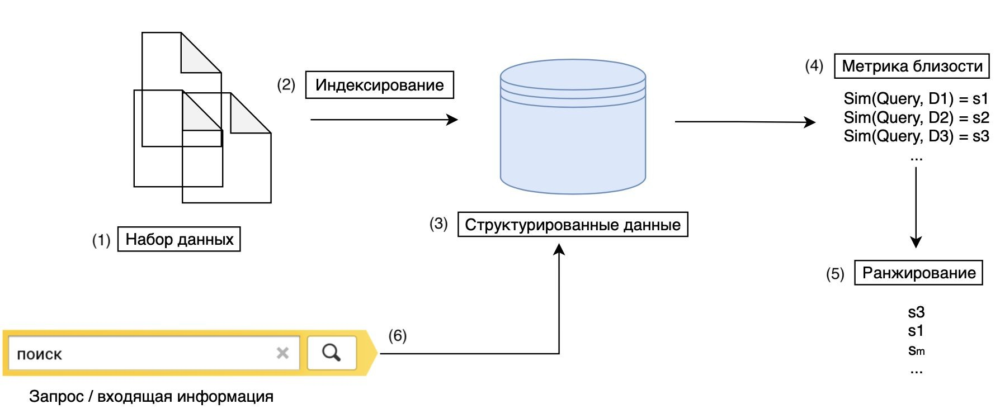 (1) Набор данных
(2) Индексирование
(3) Структурированные данные
(4) Метрика близости
Sim(Query, D1) = s1
Sim(Query, D2) = s2
Sim(Query, D3) = s3
...
(5) Ранжирование
s3
s1
sm
...
(6)
поиск
Запрос / входящая информация